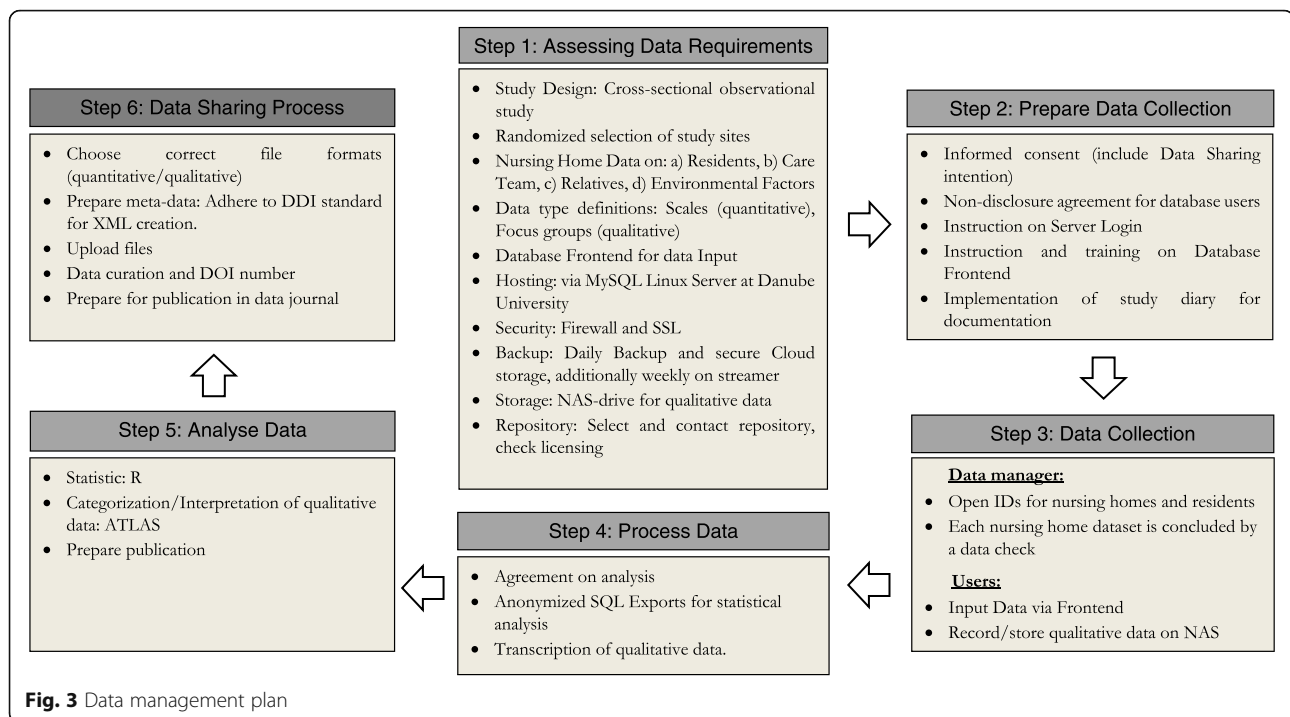 Step 1: Assessing Data Requirements
• Study Design: Cross-sectional observational
study
• Randomized selection of study sites
• Nursing Home Data on: a) Residents, b) Care
Team, c) Relatives, d) Environmental Factors
• Data type definitions: Scales (quantitative),
Focus groups (qualitative)
• Database Frontend for data Input
• Hosting: via MySQL Linux Server at Danube
University
• Security: Firewall and SSL
• Backup: Daily Backup and secure Cloud
storage, additionally weekly on streamer
• Storage: NAS-drive for qualitative data
• Repository: Select and contact repository,
check licensing
Step 2: Prepare Data Collection
• Informed consent (include Data Sharing
intention)
• Non-disclosure agreement for database users
• Instruction on Server Login
• Instruction and training on Database
Frontend
• Implementation of study diary for
documentation
Step 3: Data Collection
Data manager:
• Open IDs for nursing homes and residents
• Each nursing home dataset is concluded by
a data check
Users:
• Input Data via Frontend
• Record/store qualitative data on NAS
Step 4: Process Data
• Agreement on analysis
• Anonymized SQL Exports for statistical
analysis
• Transcription of qualitative data.
Step 5: Analyse Data
• Statistic: R
• Categorization/Interpretation of qualitative
data: ATLAS
• Prepare publication
Step 6: Data Sharing Process
• Choose correct file formats
(quantitative/qualitative)
• Prepare meta-data: Adhere to DDI standard
for XML creation.
• Upload files
• Data curation and DOI number
• Prepare for publication in data journal
Fig. 3 Data management plan